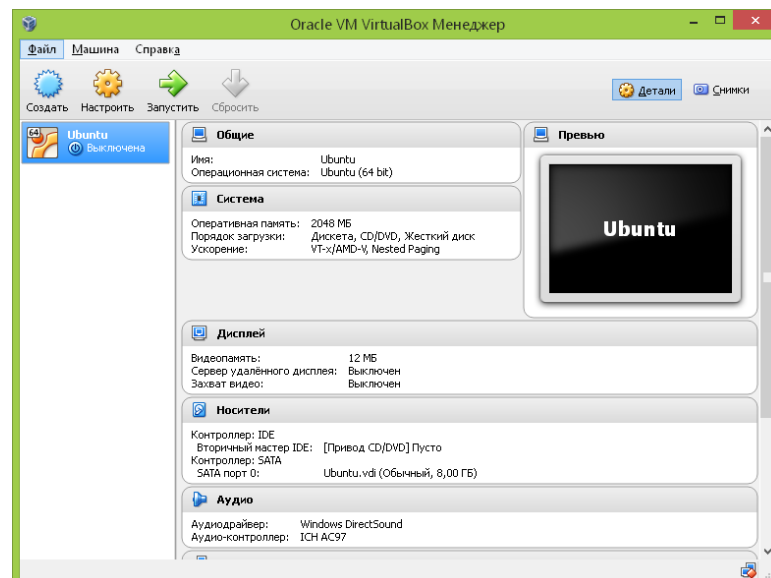 Oracle VM VirtualBox Менеджер
Файл Машина Справка
Создать Настроить Запустить Сбросить
Детали Снимки
64 Ubuntu
Выключена
Общие
Имя: Ubuntu
Операционная система: Ubuntu (64 bit)
Система
Оперативная память: 2048 МБ
Порядок загрузки: Дискета, CD/DVD, Жесткий диск
Ускорение: VT-x/AMD-V, Nested Paging
Превью
Ubuntu
Дисплей
Видеопамять: 12 МБ
Сервер удалённого дисплея: Выключен
Захват видео: Выключен
Носители
Контроллер: IDE
Вторичный мастер IDE: [Привод CD/DVD] Пусто
Контроллер: SATA
SATA порт 0: Ubuntu.vdi (Обычный, 8,00 ГБ)
Аудио
Аудиодрайвер: Windows DirectSound
Аудио-контроллер: ICH AC97